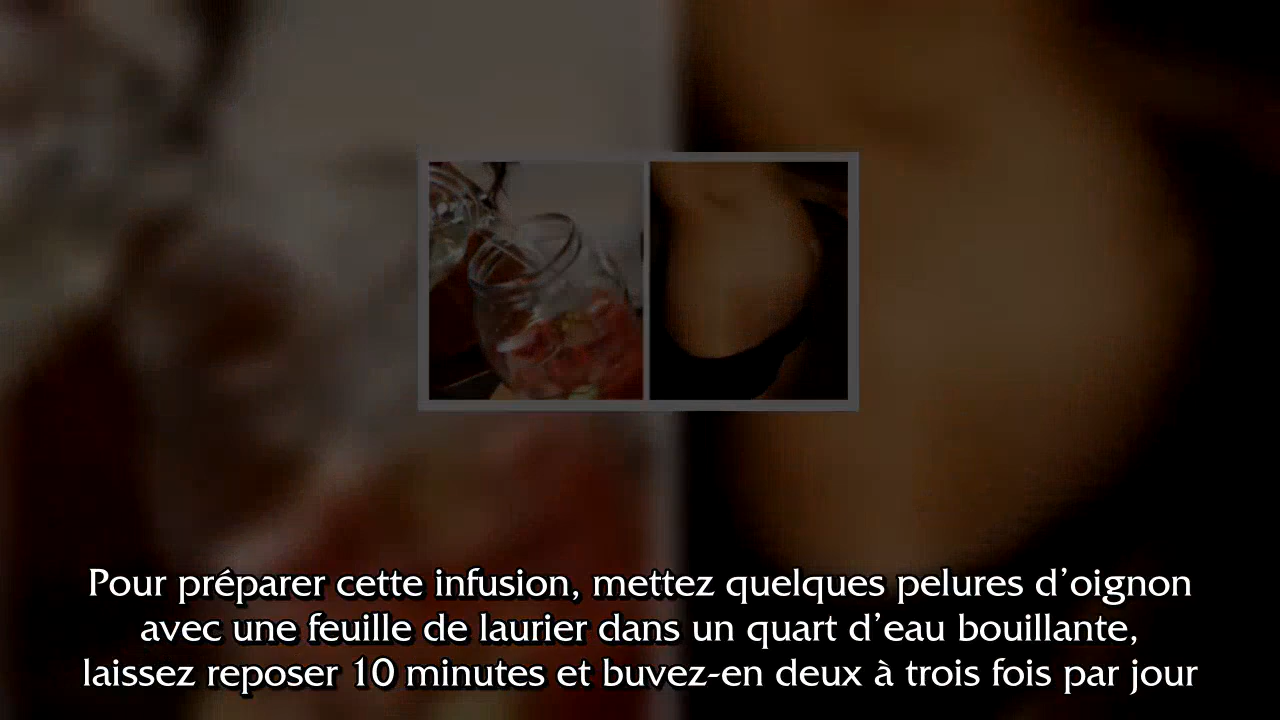 Pour préparer cette infusion, mettez quelques pelures d’oignon
avec une feuille de laurier dans un quart d’eau bouillante,
laissez reposer 10 minutes et buvez-en deux à trois fois par jour